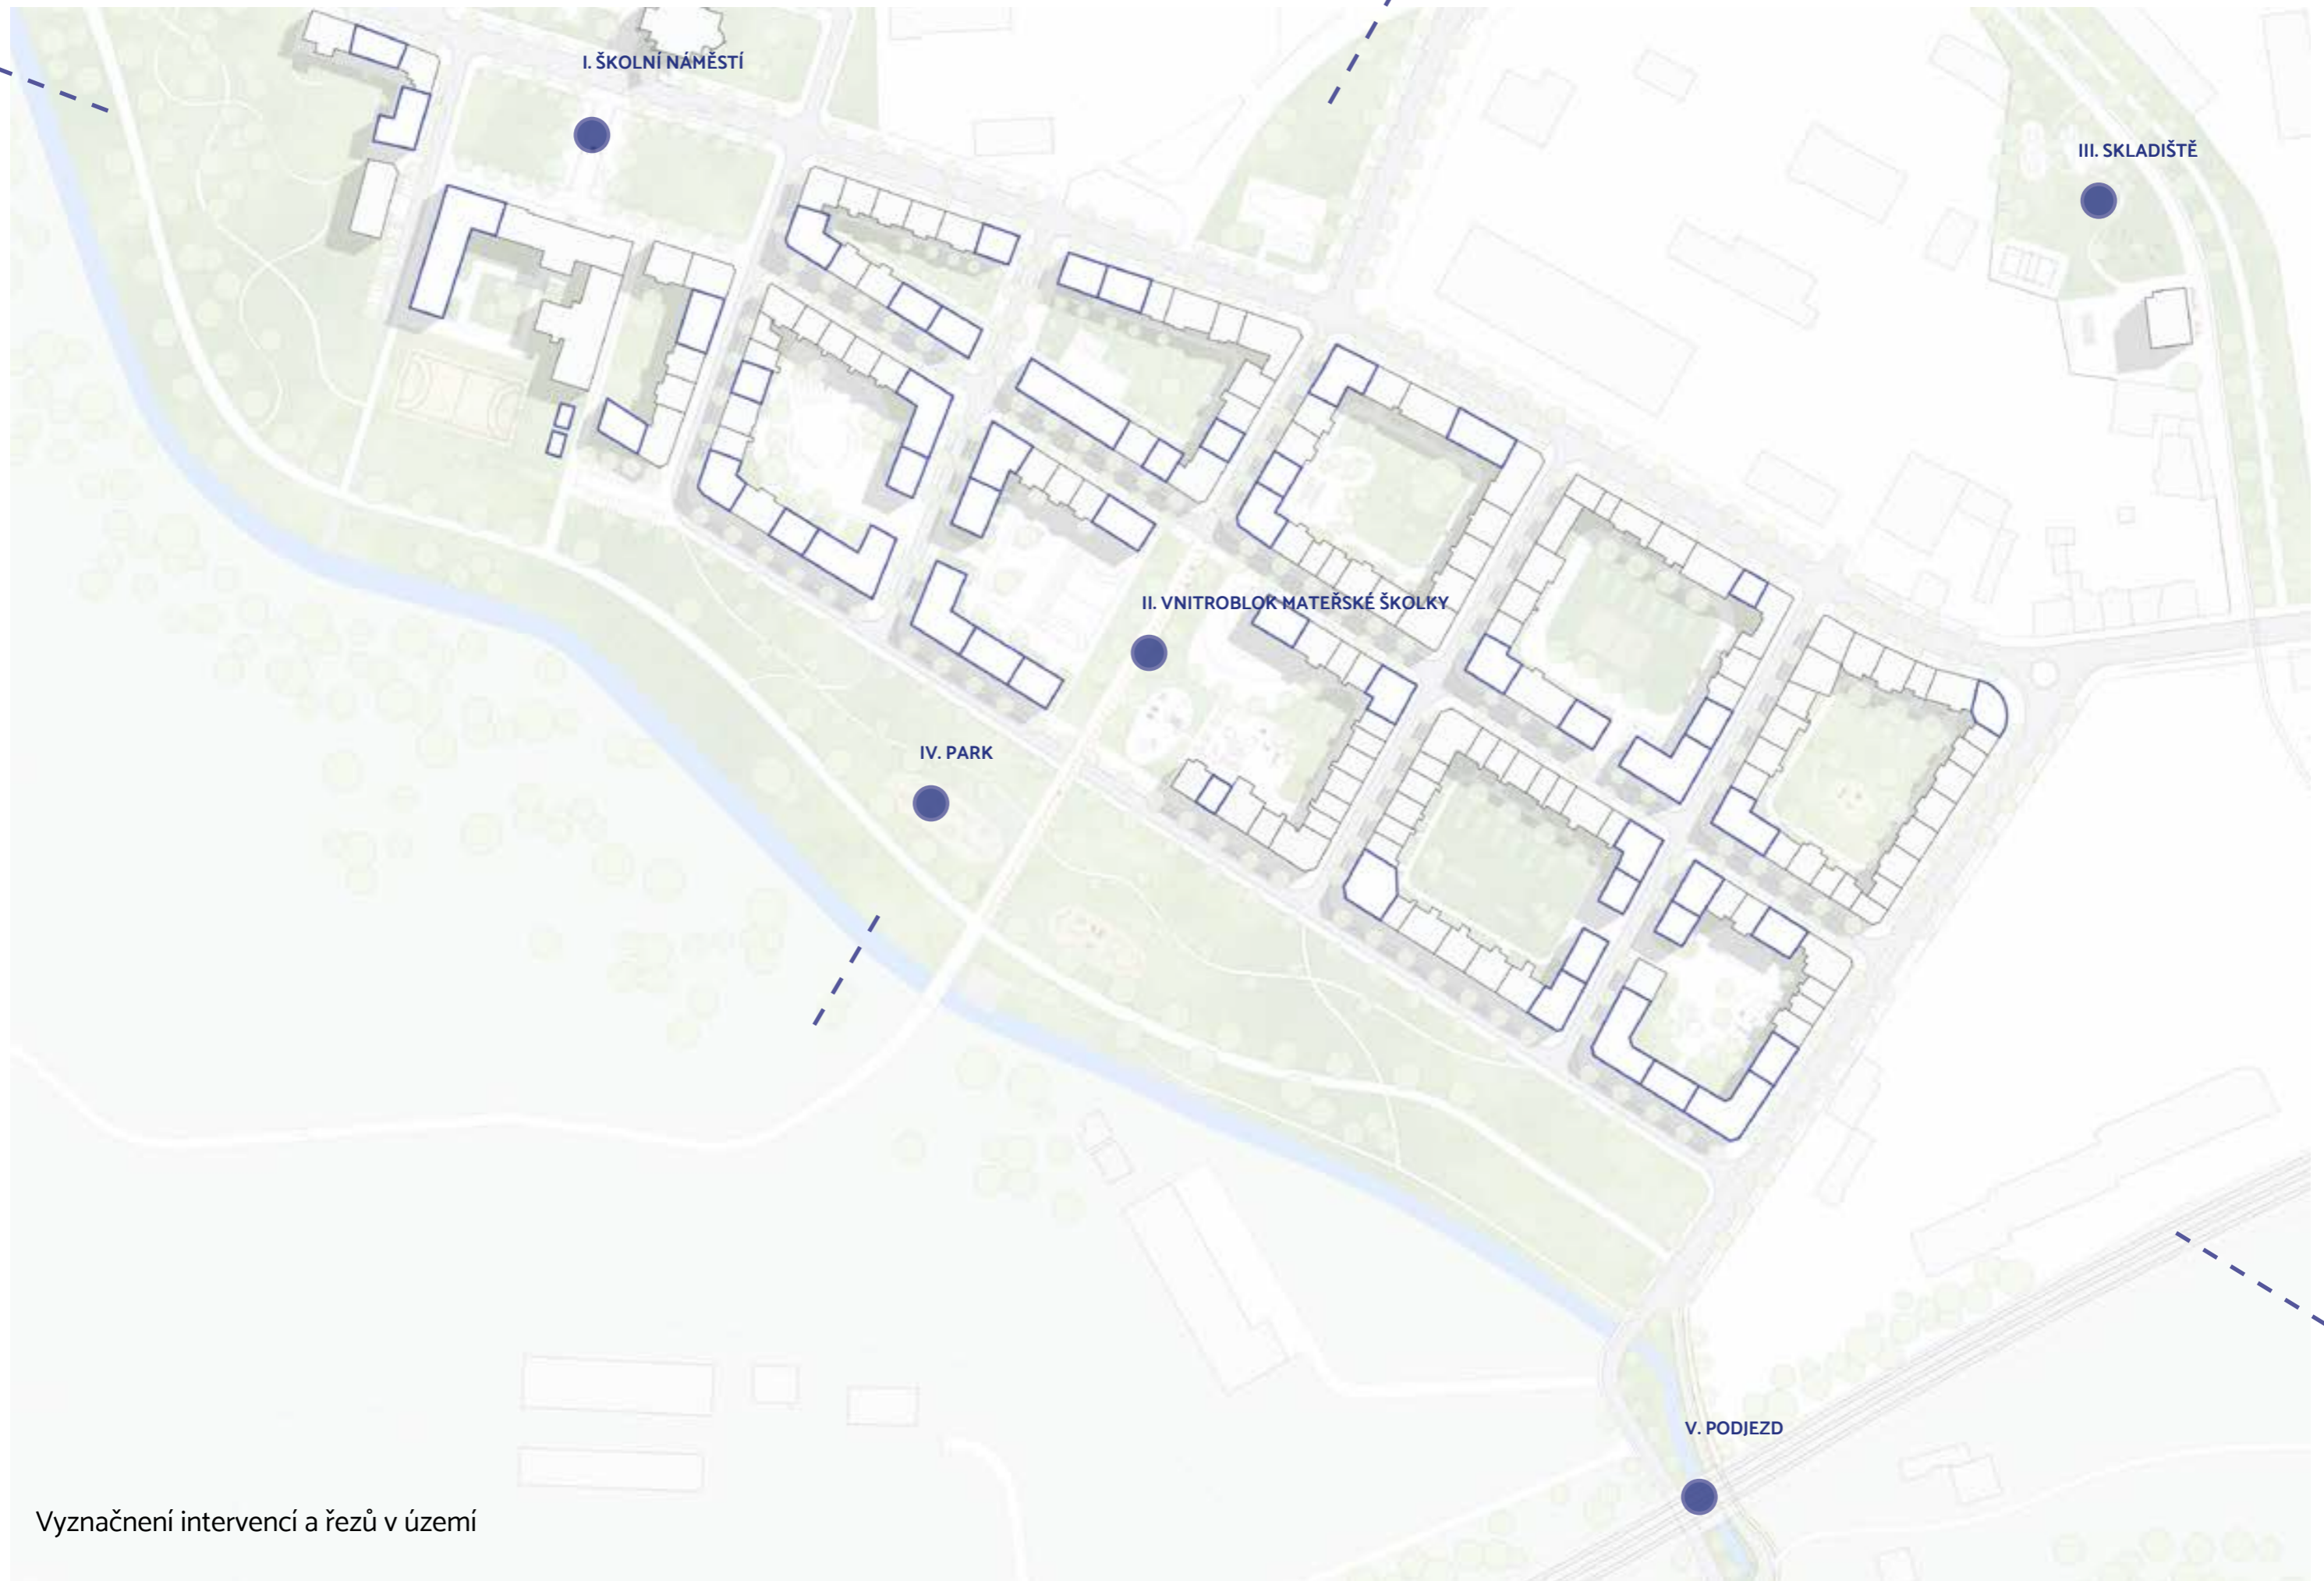 I. ŠKOLNÍ NÁMĚSTÍ
III. SKLADIŠTĚ
II. VNITROBLOK MATEŘSKÉ ŠKOLKY
IV. PARK
V. PODJEZD
Vyznačnení intervencí a řezů v území